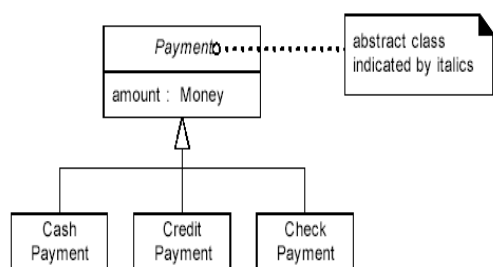 Payment
abstract class
indicated by italics
amount : Money
Cash
Payment
Credit
Payment
Check
Payment